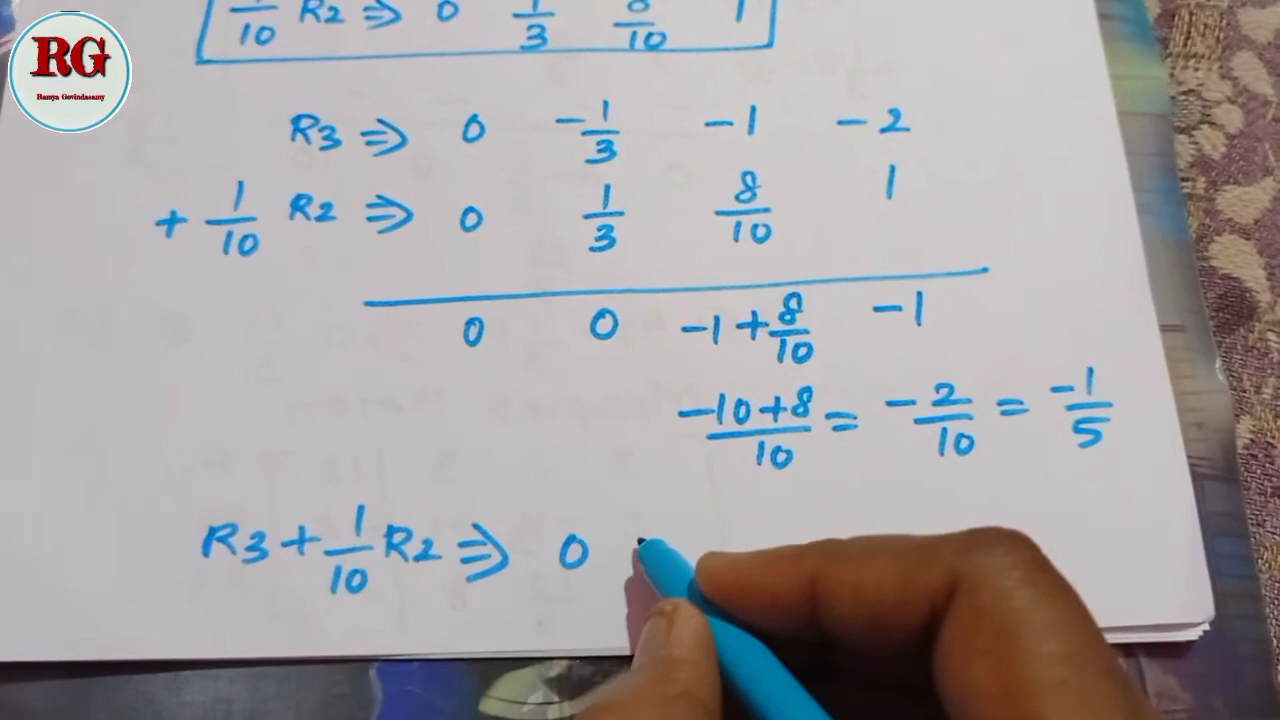 RG
Ramya Govindasamy
1/10 R2 ⇒ 0 1/3 8/10 1
R3 ⇒ 0 -1/3 -1 -2
+ 1/10 R2 ⇒ 0 1/3 8/10 1
0 0 -1+8/10 -1
-10+8/10 = -2/10 = -1/5
R3+1/10 R2 ⇒ 0